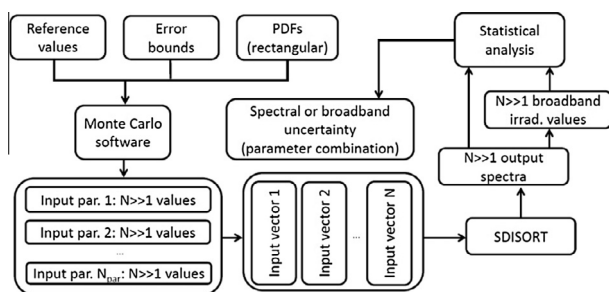 Reference
values
Error
bounds
PDFs
(rectangular)
Statistical
analysis
Monte Carlo
software
Spectral or broadband
uncertainty
(parameter combination)
N>>1 broadband
irrad. values
N>>1 output
spectra
Input par. 1: N>>1 values
Input par. 2: N>>1 values
...
Input par. Npar: N>>1 values
Input vector 1
Input vector 2
...
Input vector N
SDISORT